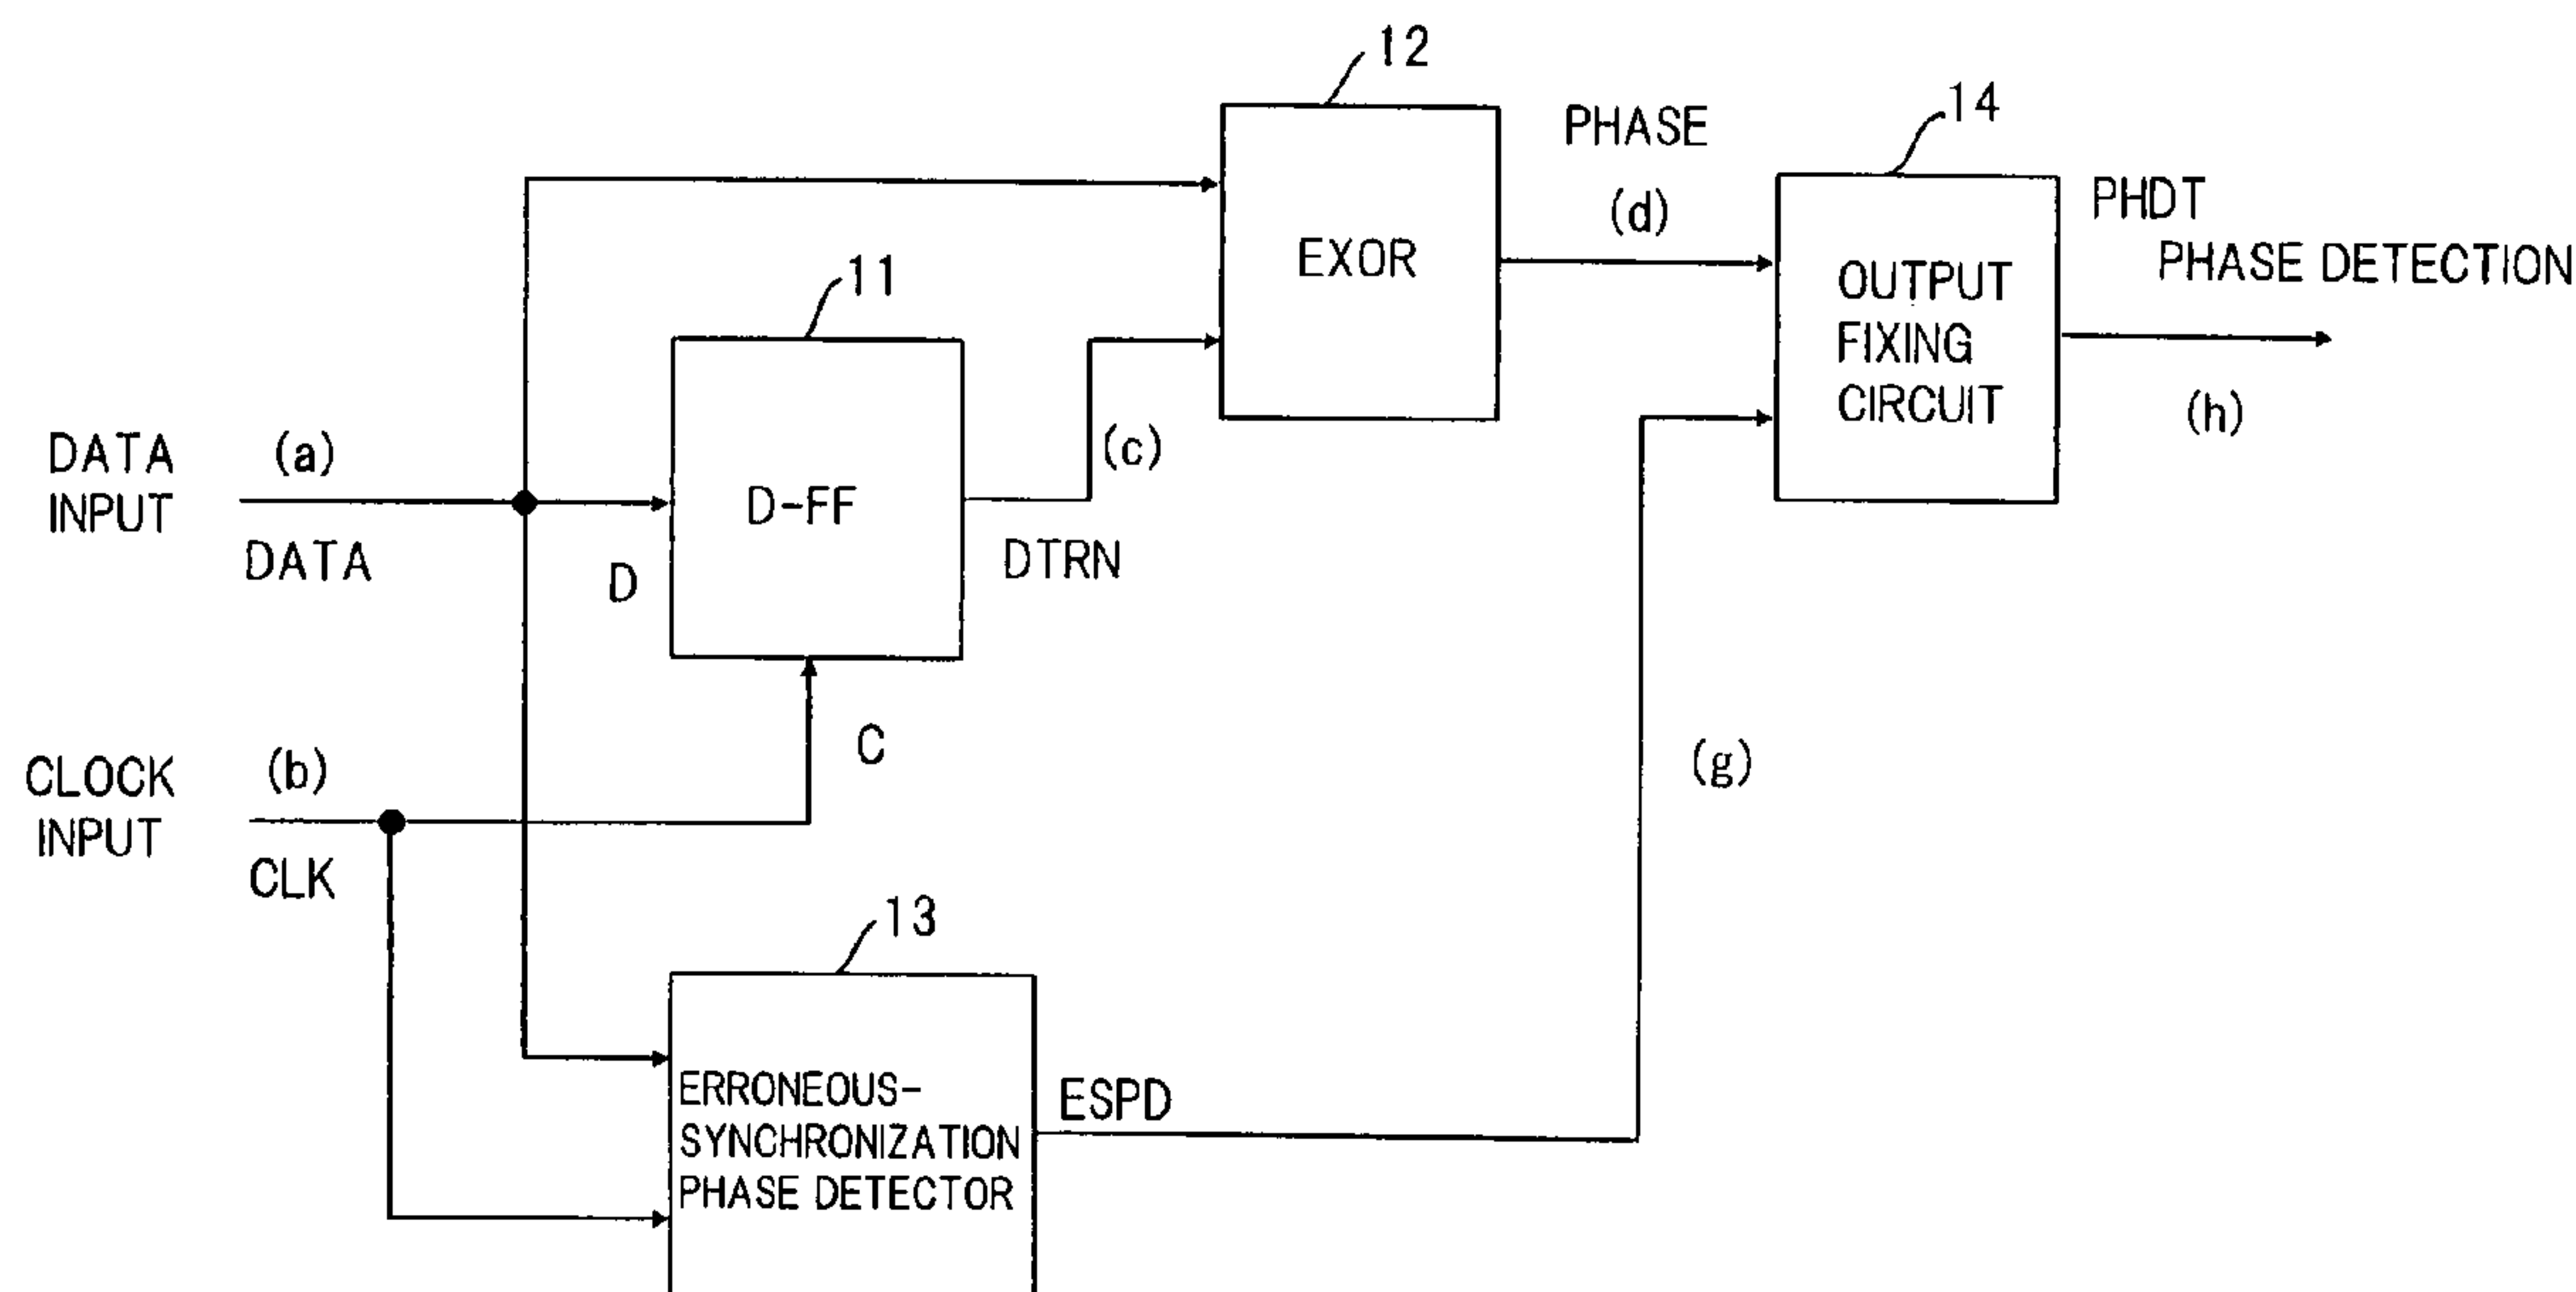 12
PHASE
14
(d)
PHDT
PHASE DETECTION
EXOR
11
OUTPUT
FIXING
CIRCUIT
(h)
DATA
INPUT
(a)
DATA
D-FF
D
(c)
DTRN
C
(g)
CLOCK
INPUT
(b)
CLK
13
ERRONEOUS-
SYNCHRONIZATION
PHASE DETECTOR
ESPD